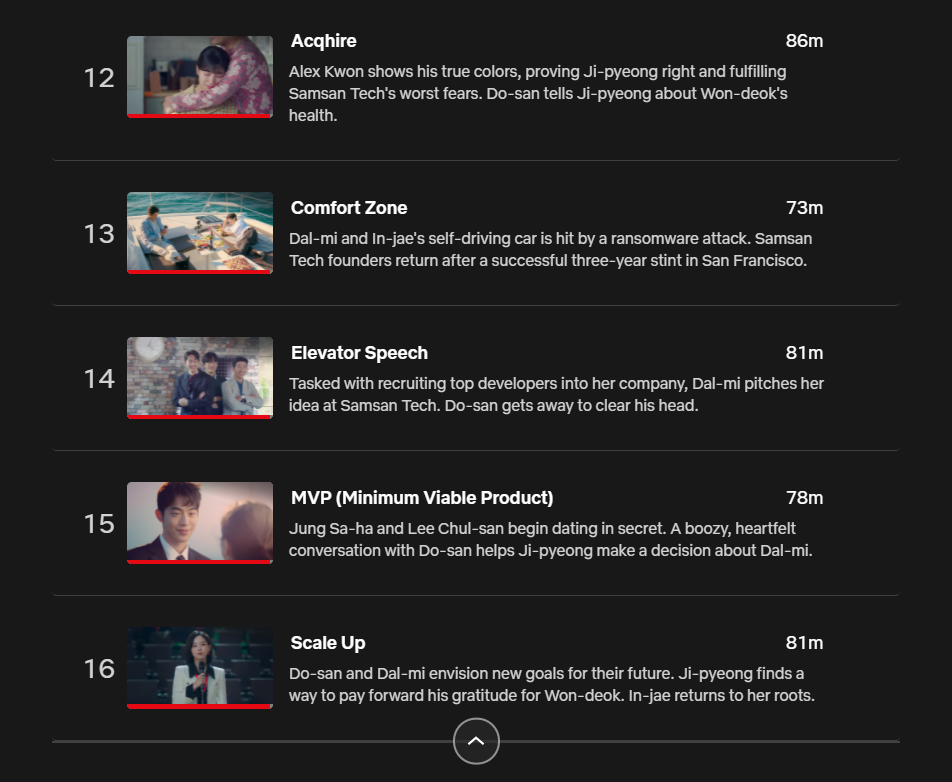 12
Acqhire
86m
Alex Kwon shows his true colors, proving Ji-pyeong right and fulfilling
Samsan Tech's worst fears. Do-san tells Ji-pyeong about Won-deok's
health.
13
Comfort Zone
73m
Dal-mi and In-jae's self-driving car is hit by a ransomware attack. Samsan
Tech founders return after a successful three-year stint in San Francisco.
14
Elevator Speech
81m
Tasked with recruiting top developers into her company, Dal-mi pitches her
idea at Samsan Tech. Do-san gets away to clear his head.
15
MVP (Minimum Viable Product)
78m
Jung Sa-ha and Lee Chul-san begin dating in secret. A boozy, heartfelt
conversation with Do-san helps Ji-pyeong make a decision about Dal-mi.
16
Scale Up
81m
Do-san and Dal-mi envision new goals for their future. Ji-pyeong finds a
way to pay forward his gratitude for Won-deok. In-jae returns to her roots.